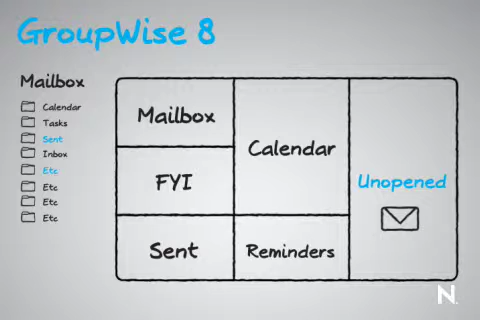 GroupWise 8
Mailbox
Calendar
Tasks
Sent
Inbox
Etc
Etc
Etc
Etc
Mailbox
FYI
Sent
Calendar
Reminders
Unopened
N